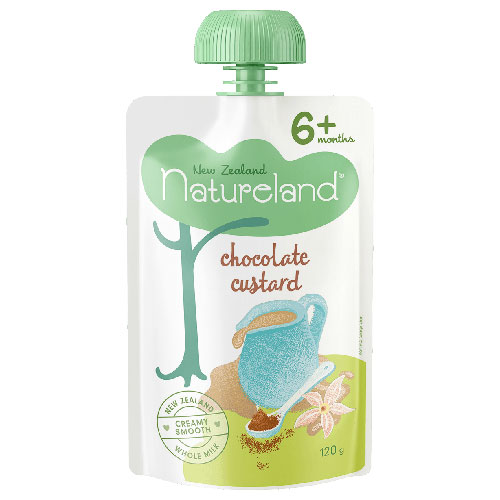 6+
months
New Zealand
Natureland
chocolate
custard
NEW ZEALAND
CREAMY
SMOOTH
WHOLE MILK
120g